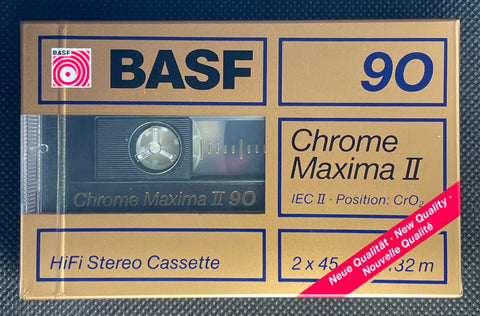 BASF
BASF
90
Chrome
Maxima II
IEC II · Position: CrO₂
Chrome Maxima II 90
HiFi Stereo Cassette
2 x 45
132 m
Neue Qualität · New Quality ·
Nouvelle Qualité